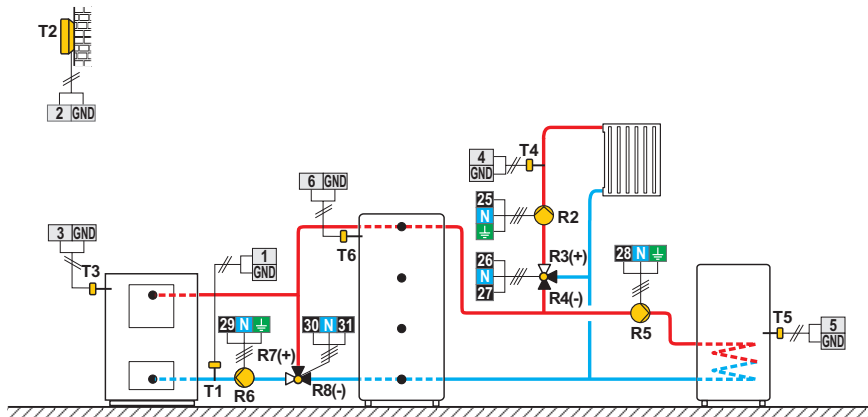 T2
2 GND
4
GND
T4
6 GND
25
N
R2
3 GND
1
GND
T6
26
N
27
R3(+)
R4(-)
28 N
T3
29 N
30 N 31
R5
T5
5
GND
R7(+)
T1
R6
R8(-)